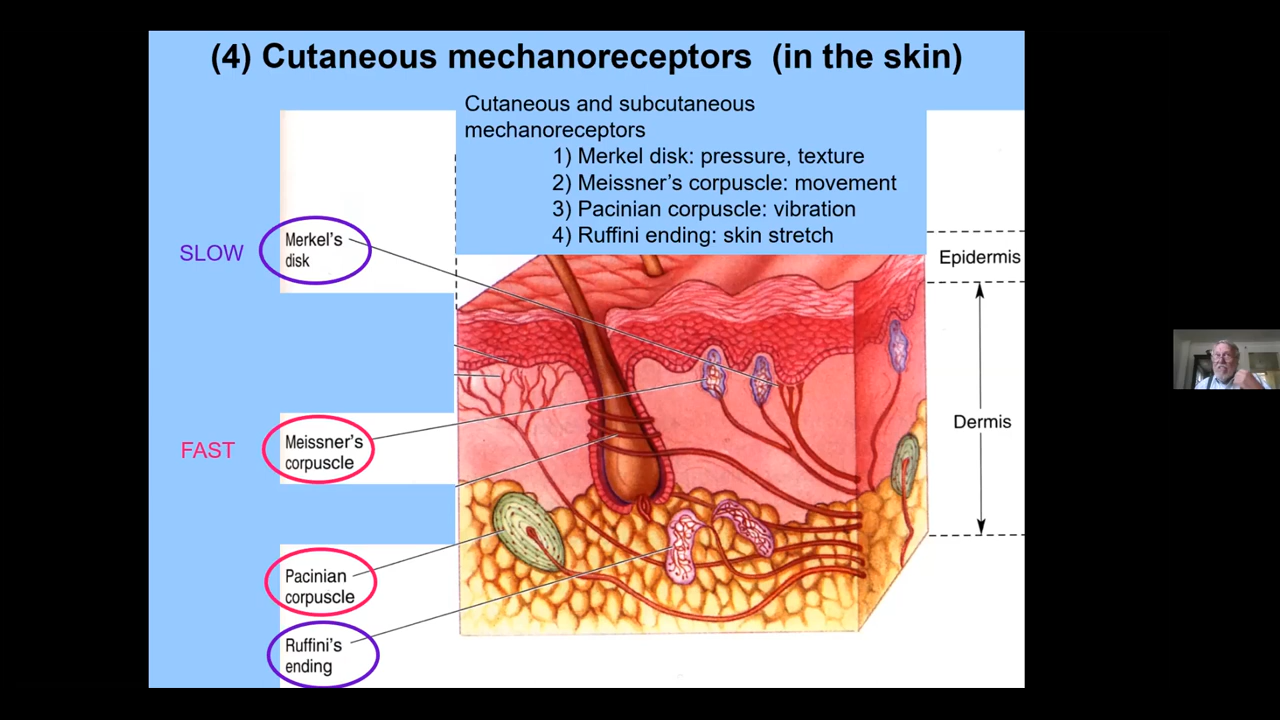 (4) Cutaneous mechanoreceptors (in the skin)
Cutaneous and subcutaneous
mechanoreceptors
1) Merkel disk: pressure, texture
2) Meissner's corpuscle: movement
3) Pacinian corpuscle: vibration
4) Ruffini ending: skin stretch
SLOW
Merkel's
disk
Epidermis
Dermis
FAST
Meissner's
corpuscle
Pacinian
corpuscle
Ruffini's
ending